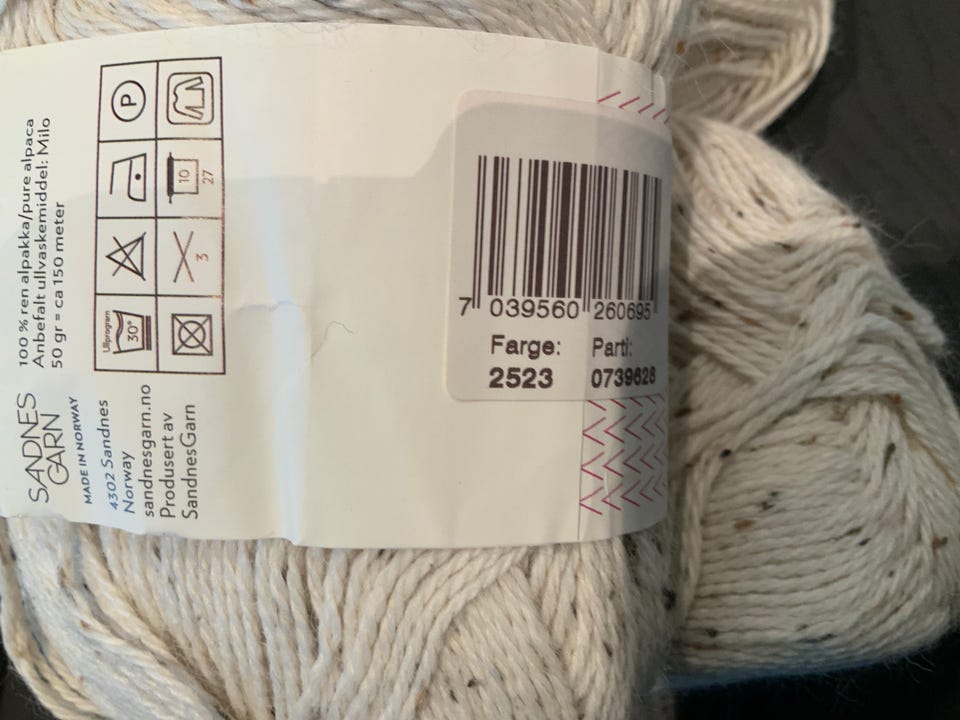 100 % ren alpakka/pure alpaca
Anbefalt ullvaskemiddel: Milo
50 gr = ca 150 meter
P
10
27
3
Ullprogram
30°
SANDNES
GARN
MADE IN NORWAY
4302 Sandnes
Norway
sandnesgarn.no
Produsert av
SandnesGarn
7 039560 260695
Farge: Parti:
2523 0739628